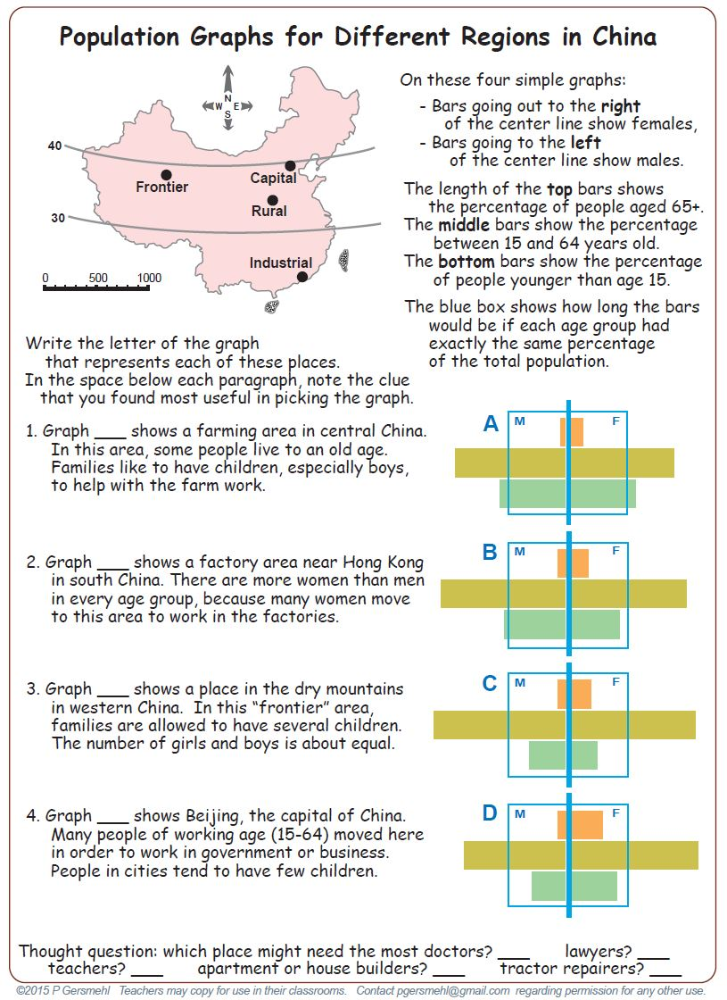 Population Graphs for Different Regions in China
N
W E
S
40
30
Frontier
Capital
Rural
Industrial
0 500 1000
On these four simple graphs:
- Bars going out to the right
of the center line show females,
- Bars going to the left
of the center line show males.
The length of the top bars shows
the percentage of people aged 65+.
The middle bars show the percentage
between 15 and 64 years old.
The bottom bars show the percentage
of people younger than age 15.
The blue box shows how long the bars
would be if each age group had
exactly the same percentage
of the total population.
Write the letter of the graph
that represents each of these places.
In the space below each paragraph, note the clue
that you found most useful in picking the graph.
1. Graph ___ shows a farming area in central China.
In this area, some people live to an old age.
Families like to have children, especially boys,
to help with the farm work.
A M F
2. Graph ___ shows a factory area near Hong Kong
in south China. There are more women than men
in every age group, because many women move
to this area to work in the factories.
B M F
3. Graph ___ shows a place in the dry mountains
in western China. In this “frontier” area,
families are allowed to have several children.
The number of girls and boys is about equal.
C M F
4. Graph ___ shows Beijing, the capital of China.
Many people of working age (15-64) moved here
in order to work in government or business.
People in cities tend to have few children.
D M F
Thought question: which place might need the most doctors? ___ lawyers? ___
teachers? ___ apartment or house builders? ___ tractor repairers? ___
©2015 P Gersmehl Teachers may copy for use in their classrooms. Contact pgersmehl@gmail.com regarding permission for any other use.